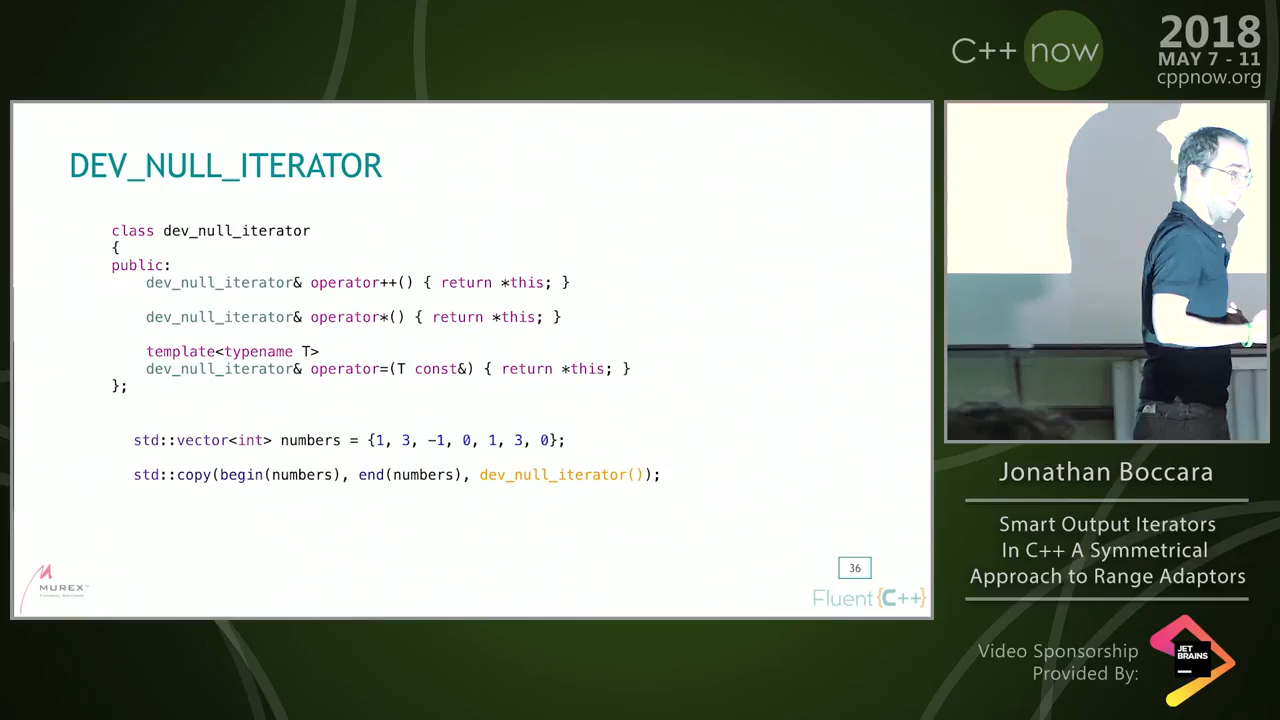 C++ now
2018
MAY 7 - 11
cppnow.org
DEV_NULL_ITERATOR
class dev_null_iterator
{
public:
dev_null_iterator& operator++() { return *this; }
dev_null_iterator& operator*() { return *this; }
template<typename T>
dev_null_iterator& operator=(T const&) { return *this; }
};
std::vector<int> numbers = {1, 3, −1, 0, 1, 3, 0};
std::copy(begin(numbers), end(numbers), dev_null_iterator());
36
MUREX
Fluent {C++}
Jonathan Boccara
Smart Output Iterators
In C++ A Symmetrical
Approach to Range Adaptors
Video Sponsorship
Provided By:
JET
BRAINS